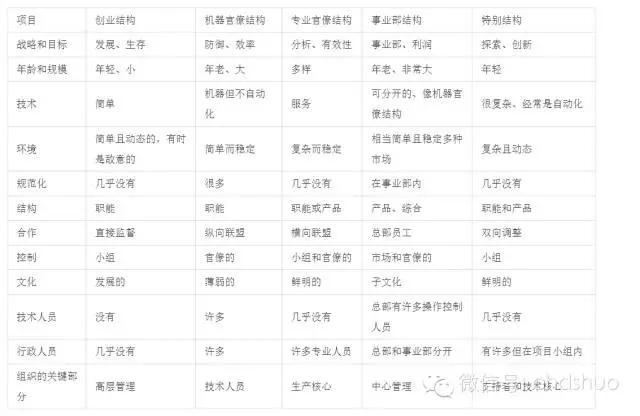 项目 创业结构 机器官僚结构 专业官僚结构 事业部结构 特别结构
战略和目标 发展、生存 防御、效率 分析、有效性 事业部、利润 探索、创新
年龄和规模 年轻、小 年老、大 多样 年老、非常大 年轻
技术 简单 机器但不自动化 服务 可分开的、像机器官僚结构 很复杂、经常是自动化
环境 简单且动态的，有时是敌意的 简单而稳定 复杂而稳定 相当简单且稳定多种市场 复杂且动态
规范化 几乎没有 很多 几乎没有 在事业部内 几乎没有
结构 职能 职能 职能或产品 产品、综合 职能和产品
合作 直接监督 纵向联盟 横向联盟 总部员工 双向调整
控制 小组 官僚的 小组和官僚的 市场和官僚的 小组
文化 发展的 薄弱的 鲜明的 子文化 鲜明的
技术人员 没有 许多 几乎没有 总部有许多操作控制人员 几乎没有
行政人员 几乎没有 许多 许多专业人员 总部和事业部分开 有许多但在项目小组内
组织的关键部分 高层管理 技术人员 生产核心 中心管理 和技术核心
微信号: